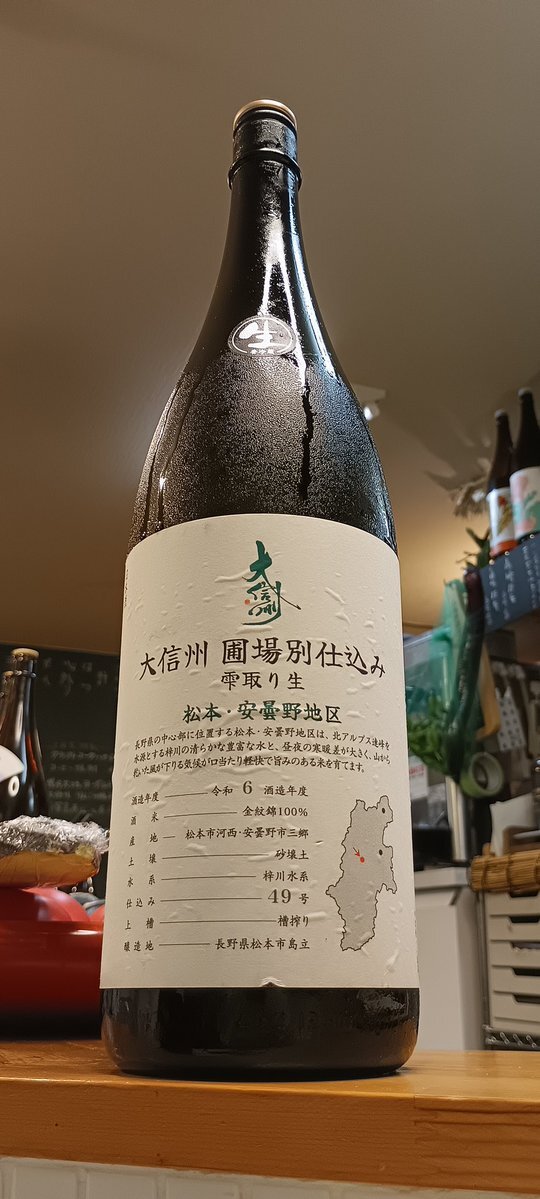 生
大信州
大信州 圃場別仕込み
雫取り生
松本・安曇野地区
長野県の中心部に位置する松本・安曇野地区は、北アルプス連峰を
水源とする梓川の清らかな豊富な水と、昼夜の寒暖差が大きく、山から
乾いた風が下りる気候が口当たり軽快で旨みのある米を育てます。
酒造年度 令和 6 酒造年度
酒米 金紋錦100%
産地 松本市河西・安曇野市三郷
土壌 砂壌土
水系 梓川水系
仕込み 49 号
上槽 槽搾り
醸造地 長野県松本市島立